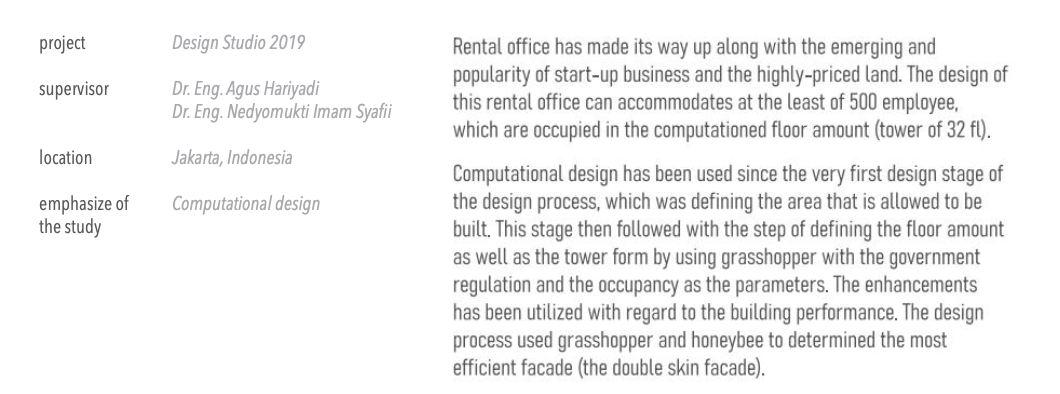 project Design Studio 2019
supervisor Dr. Eng. Agus Hariyadi
Dr. Eng. Nedyomukti Imam Syafii
location Jakarta, Indonesia
emphasize of Computational design
the study
Rental office has made its way up along with the emerging and
popularity of start-up business and the highly-priced land. The design of
this rental office can accommodates at the least of 500 employee,
which are occupied in the computationed floor amount (tower of 32 fl).
Computational design has been used since the very first design stage of
the design process, which was defining the area that is allowed to be
built. This stage then followed with the step of defining the floor amount
as well as the tower form by using grasshopper with the government
regulation and the occupancy as the parameters. The enhancements
has been utilized with regard to the building performance. The design
process used grasshopper and honeybee to determined the most
efficient facade (the double skin facade).